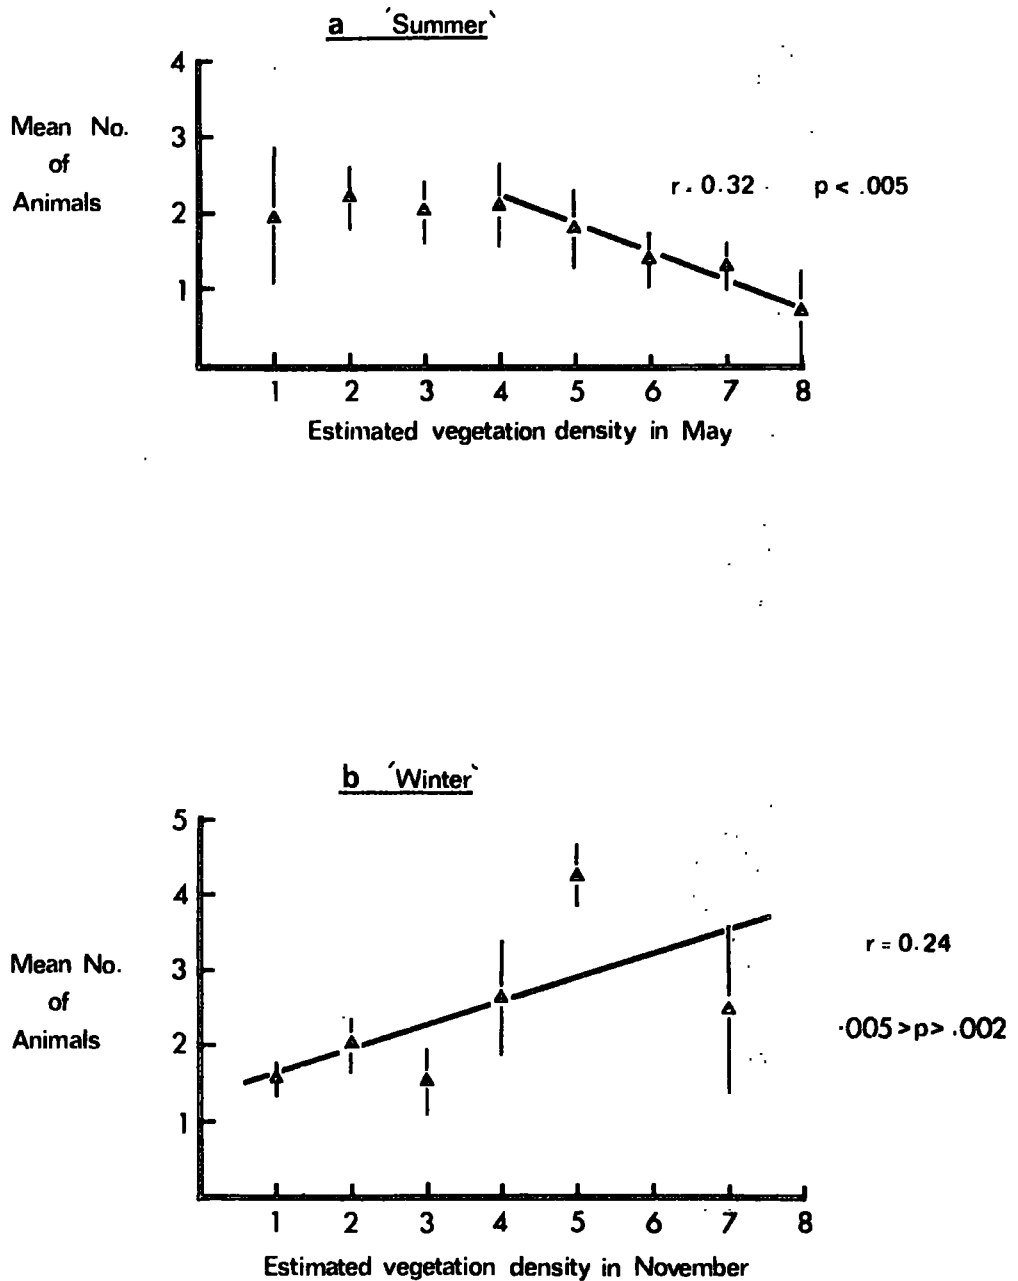 a ´Summer`
4
Mean No.
of
Animals
3
2
1
r. 0.32 p < .005
1 2 3 4 5 6 7 8
Estimated vegetation density in May
b ´Winter`
5
4
Mean No.
of
Animals
3
2
1
r = 0.24
.005 >p> .002
1 2 3 4 5 6 7 8
Estimated vegetation density in November